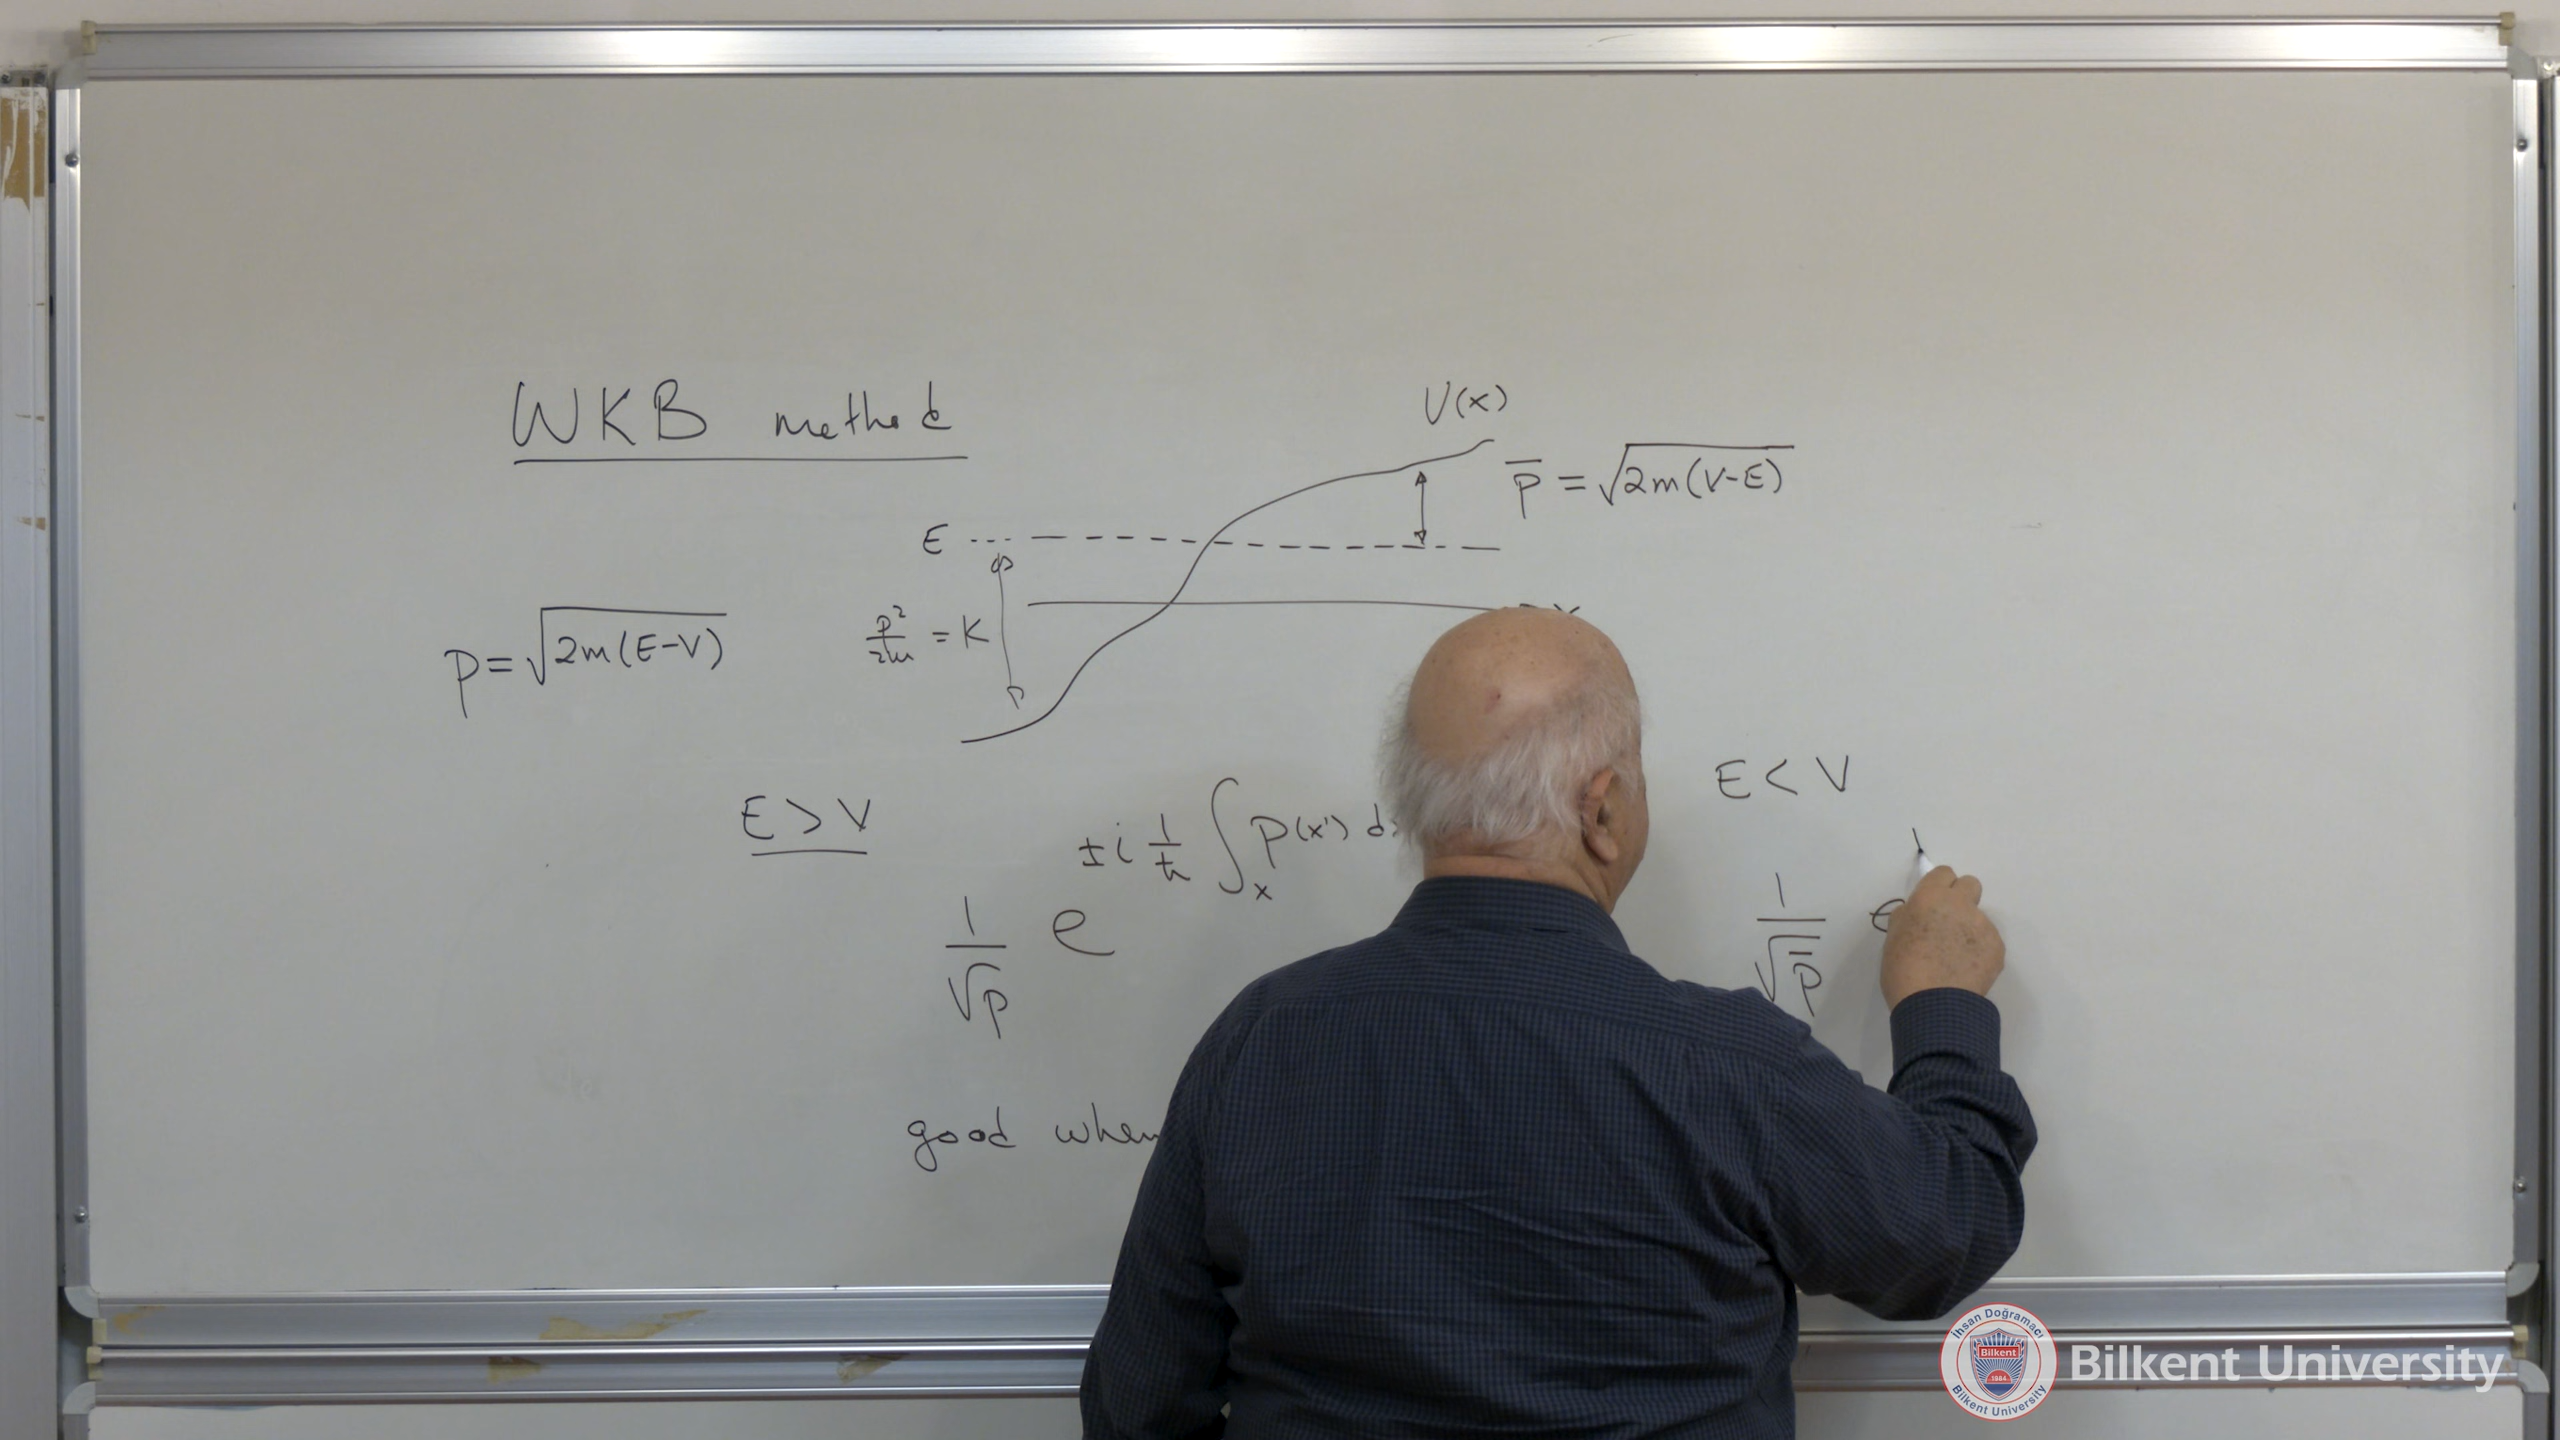 WKB method
V(x)
p̅ = √2m(V-E)
E
p²/2m = K
p = √2m(E-V)
x
E > V
E < V
± i 1/ħ ∫x p(x') d
1/√p e
1/√p̅ e
good when
İhsan Doğramacı
Bilkent
1984
Bilkent University
Bilkent University